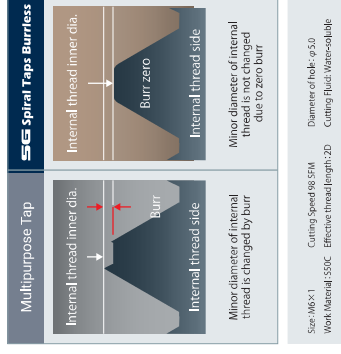 Multipurpose Tap
Internal thread inner dia.
Burr
Internal thread side
Minor diameter of internal
thread is changed by burr
SG Spiral Taps Burrless
Internal thread inner dia.
Burr zero
Internal thread side
Minor diameter of internal
thread is not changed
due to zero burr
Size:M6×1 Cutting Speed 98 SFM Diameter of hole: φ5.0
Work Material:S50C Effective thread length:2D Cutting Fluid: Water-soluble